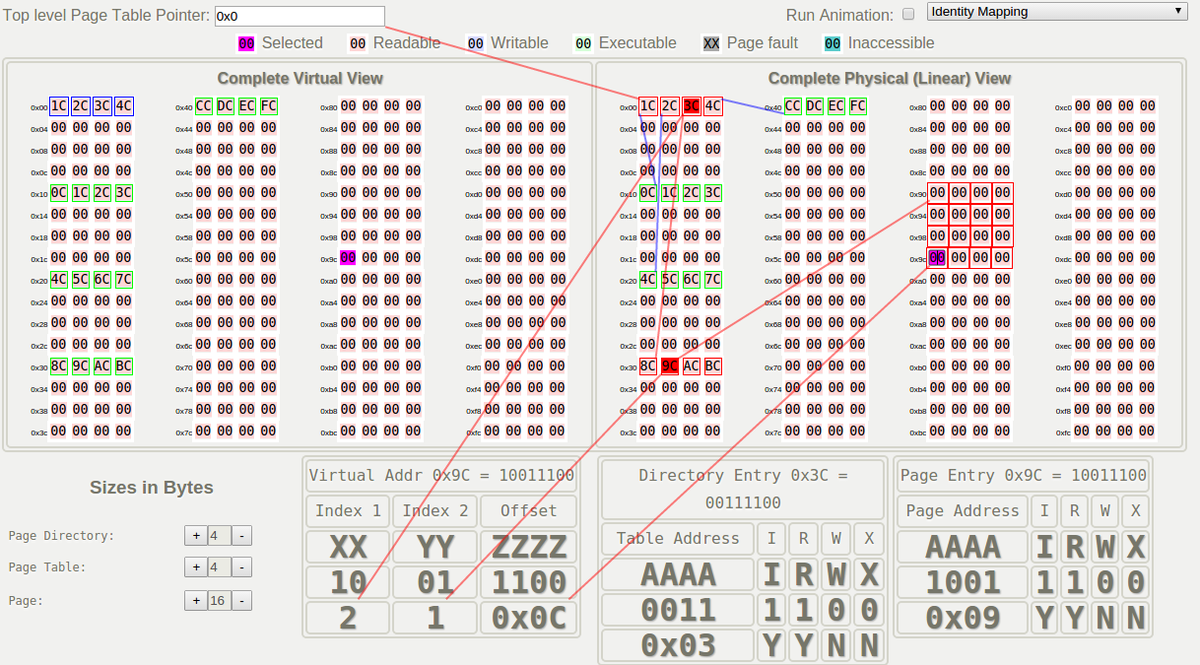 Top level Page Table Pointer: 0x0 Run Animation: Identity Mapping
00 Selected 00 Readable 00 Writable 00 Executable XX Page fault 00 Inaccessible
Complete Virtual View
0x00 1C 2C 3C 4C 0x40 CC DC EC FC 0x80 00 00 00 00 0xc0 00 00 00 00
0x04 00 00 00 00 0x44 00 00 00 00 0x84 00 00 00 00 0xc4 00 00 00 00
0x08 00 00 00 00 0x48 00 00 00 00 0x88 00 00 00 00 0xc8 00 00 00 00
0x0c 00 00 00 00 0x4c 00 00 00 00 0x8c 00 00 00 00 0xcc 00 00 00 00
0x10 0C 1C 2C 3C 0x50 00 00 00 00 0x90 00 00 00 00 0xd0 00 00 00 00
0x14 00 00 00 00 0x54 00 00 00 00 0x94 00 00 00 00 0xd4 00 00 00 00
0x18 00 00 00 00 0x58 00 00 00 00 0x98 00 00 00 00 0xd8 00 00 00 00
0x1c 00 00 00 00 0x5c 00 00 00 00 0x9c 00 00 00 00 0xdc 00 00 00 00
0x20 4C 5C 6C 7C 0x60 00 00 00 00 0xa0 00 00 00 00 0xe0 00 00 00 00
0x24 00 00 00 00 0x64 00 00 00 00 0xa4 00 00 00 00 0xe4 00 00 00 00
0x28 00 00 00 00 0x68 00 00 00 00 0xa8 00 00 00 00 0xe8 00 00 00 00
0x2c 00 00 00 00 0x6c 00 00 00 00 0xac 00 00 00 00 0xec 00 00 00 00
0x30 8C 9C AC BC 0x70 00 00 00 00 0xb0 00 00 00 00 0xf0 00 00 00 00
0x34 00 00 00 00 0x74 00 00 00 00 0xb4 00 00 00 00 0xf4 00 00 00 00
0x38 00 00 00 00 0x78 00 00 00 00 0xb8 00 00 00 00 0xf8 00 00 00 00
0x3c 00 00 00 00 0x7c 00 00 00 00 0xbc 00 00 00 00 0xfc 00 00 00 00
Complete Physical (Linear) View
0x00 1C 2C 3C 4C 0x40 CC DC EC FC 0x80 00 00 00 00 0xc0 00 00 00 00
0x04 00 00 00 00 0x44 00 00 00 00 0x84 00 00 00 00 0xc4 00 00 00 00
0x08 00 00 00 00 0x48 00 00 00 00 0x88 00 00 00 00 0xc8 00 00 00 00
0x0c 00 00 00 00 0x4c 00 00 00 00 0x8c 00 00 00 00 0xcc 00 00 00 00
0x10 0C 1C 2C 3C 0x50 00 00 00 00 0x90 00 00 00 00 0xd0 00 00 00 00
0x14 00 00 00 00 0x54 00 00 00 00 0x94 00 00 00 00 0xd4 00 00 00 00
0x18 00 00 00 00 0x58 00 00 00 00 0x98 00 00 00 00 0xd8 00 00 00 00
0x1c 00 00 00 00 0x5c 00 00 00 00 0x9c 00 00 00 00 0xdc 00 00 00 00
0x20 4C 5C 6C 7C 0x60 00 00 00 00 0xa0 00 00 00 00 0xe0 00 00 00 00
0x24 00 00 00 00 0x64 00 00 00 00 0xa4 00 00 00 00 0xe4 00 00 00 00
0x28 00 00 00 00 0x68 00 00 00 00 0xa8 00 00 00 00 0xe8 00 00 00 00
0x2c 00 00 00 00 0x6c 00 00 00 00 0xac 00 00 00 00 0xec 00 00 00 00
0x30 8C 9C AC BC 0x70 00 00 00 00 0xb0 00 00 00 00 0xf0 00 00 00 00
0x34 00 00 00 00 0x74 00 00 00 00 0xb4 00 00 00 00 0xf4 00 00 00 00
0x38 00 00 00 00 0x78 00 00 00 00 0xb8 00 00 00 00 0xf8 00 00 00 00
0x3c 00 00 00 00 0x7c 00 00 00 00 0xbc 00 00 00 00 0xfc 00 00 00 00
Sizes in Bytes
Page Directory: + 4 -
Page Table: + 4 -
Page: + 16 -
Virtual Addr 0x9C = 10011100
Index 1 Index 2 Offset
XX YY ZZZZ
10 01 1100
2 1 0x0C
Directory Entry 0x3C =
00111100
Table Address I R W X
AAAA I R W X
0011 1 1 0 0
0x03 Y Y N N
Page Entry 0x9C = 10011100
Page Address I R W X
AAAA I R W X
1001 1 1 0 0
0x09 Y Y N N